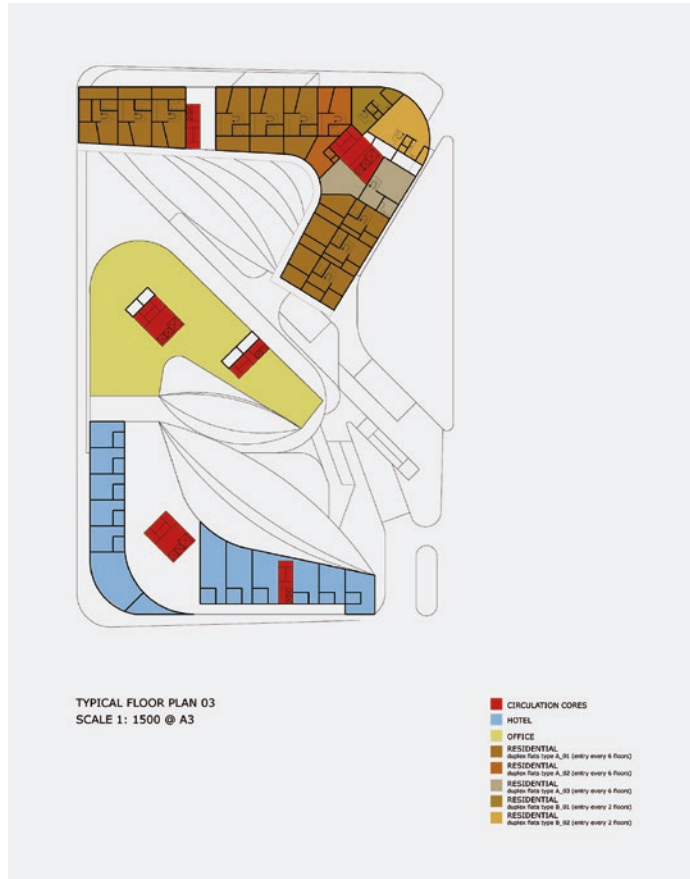 TYPICAL FLOOR PLAN 03
SCALE 1: 1500 @ A3
CIRCULATION CORES
HOTEL
OFFICE
RESIDENTIAL
duplex flats type A_01 (entry every 6 floors)
RESIDENTIAL
duplex flats type A_02 (entry every 6 floors)
RESIDENTIAL
duplex flats type A_03 (entry every 6 floors)
RESIDENTIAL
duplex flats type B_01 (entry every 2 floors)
RESIDENTIAL
duplex flats type B_02 (entry every 2 floors)